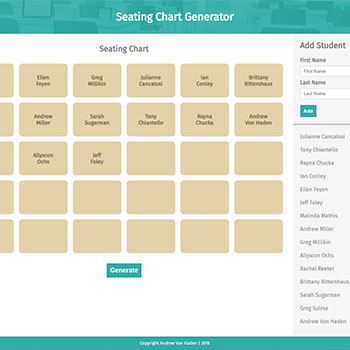 Seating Chart Generator
Seating Chart
Ellen
Feyen
Greg
Millikin
Julianne
Cancalosi
Ian
Conley
Brittany
Rittershaus
Andrew
Miller
Sarah
Sugarman
Tony
Chiantello
Rayna
Chucka
Andrew
Von Haden
Allyscon
Ochs
Jeff
Foley
Generate
Add Student
First Name
First Name
Last Name
Last Name
Add
Julianne Cancalosi
Tony Chiantello
Rayna Chucka
Ian Conley
Ellen Feyen
Jeff Foley
Malinda Mathis
Andrew Miller
Greg Millikin
Allyscon Ochs
Rachel Reeter
Brittany Rittershaus
Sarah Sugarman
Greg Sulma
Andrew Von Haden
Copyright Andrew Von Haden | 2018